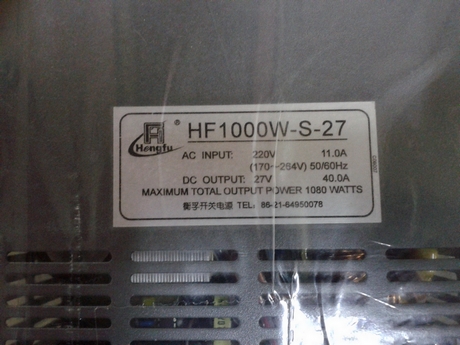 Hengfu
HF1000W-S-27
AC INPUT: 220V 11.0A
(170~264V) 50/60Hz
DC OUTPUT: 27V 40.0A
MAXIMUM TOTAL OUTPUT POWER 1080 WATTS
衡孚开关电源 TEL: 86-21-64950078